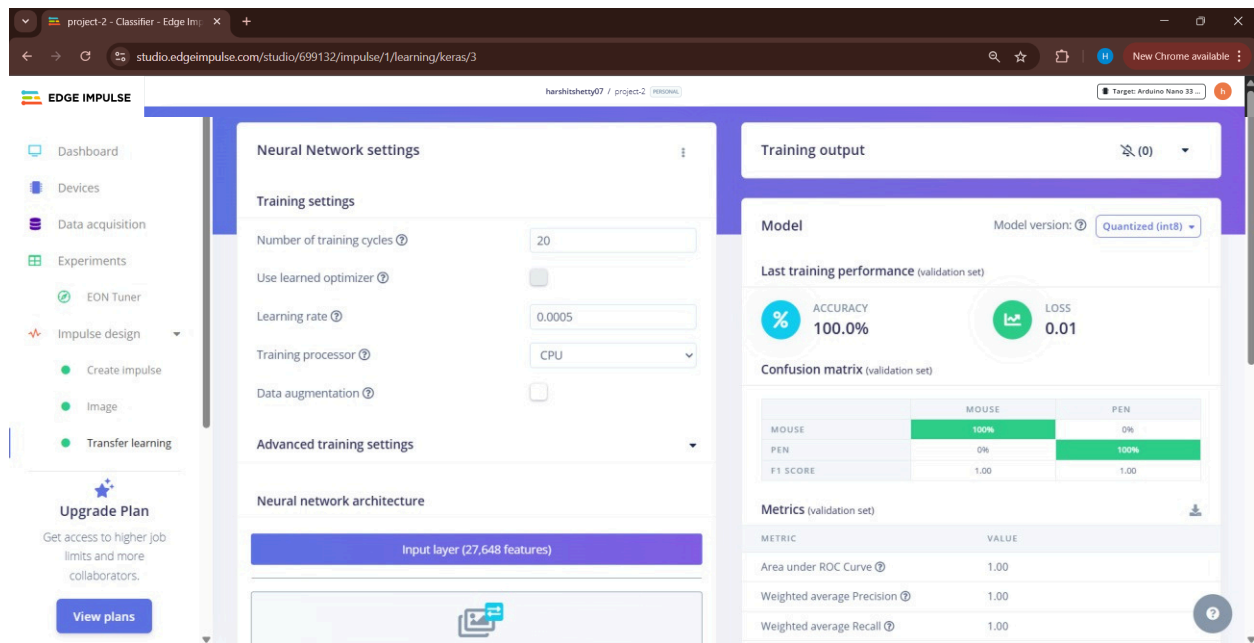 project-2 - Classifier - Edge Imp
studio.edgeimpulse.com/studio/699132/impulse/1/learning/keras/3
H
New Chrome available
EDGE IMPULSE
harshitshetty07 / project-2 PERSONAL
Target: Arduino Nano 33 ...
h
Dashboard
Devices
Data acquisition
Experiments
EON Tuner
Impulse design
Create impulse
Image
Transfer learning
Upgrade Plan
Get access to higher job
limits and more
collaborators.
View plans
Neural Network settings
Training settings
Number of training cycles ? 20
Use learned optimizer ?
Learning rate ? 0.0005
Training processor ? CPU
Data augmentation ?
Advanced training settings
Neural network architecture
Input layer (27,648 features)
Training output (0)
Model Model version: ? Quantized (int8)
Last training performance (validation set)
% ACCURACY
100.0%
LOSS
0.01
Confusion matrix (validation set)
MOUSE PEN
MOUSE 100% 0%
PEN 0% 100%
F1 SCORE 1.00 1.00
Metrics (validation set)
METRIC VALUE
Area under ROC Curve ? 1.00
Weighted average Precision ? 1.00
Weighted average Recall ? 1.00
?